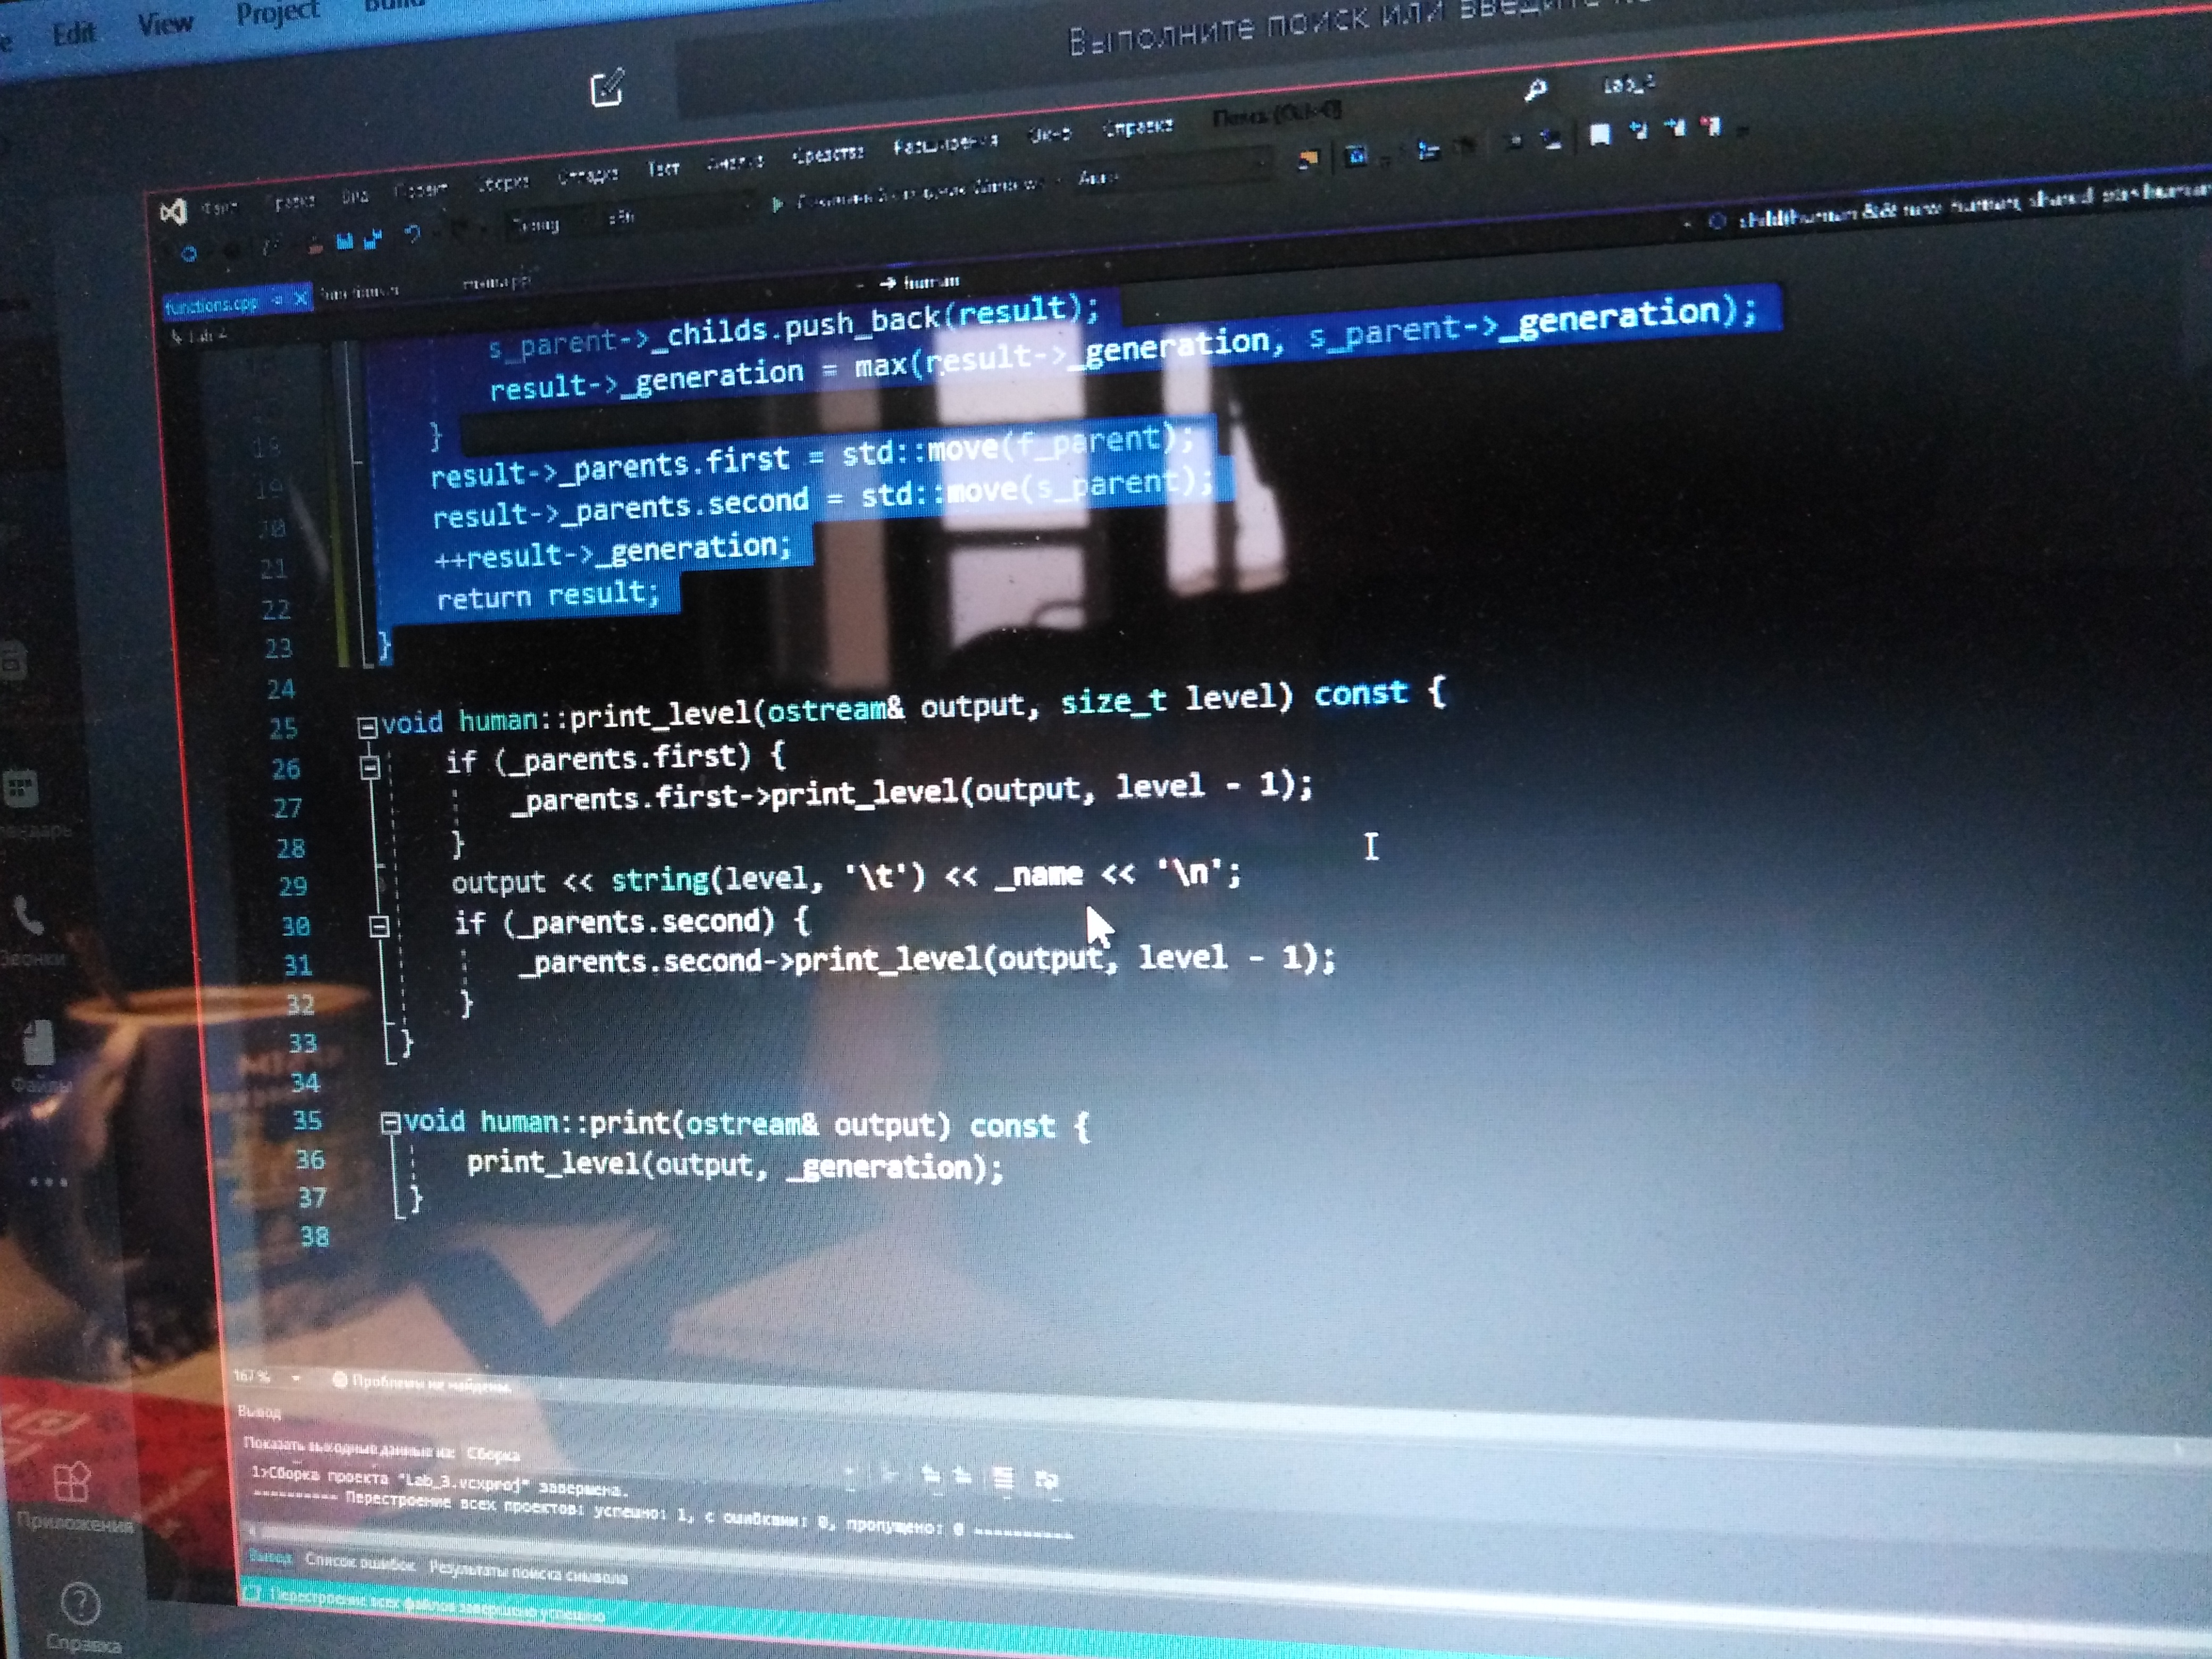 Edit View Project Build
Выполните поиск или введите
Тест Средства Справка
functions.cpp
human
s_parent->_childs.push_back(result);
result->_generation = max(result->_generation, s_parent->_generation);
18 }
19 result->_parents.first = std::move(f_parent);
20 result->_parents.second = std::move(s_parent);
21 ++result->_generation;
22 return result;
23 }
24
25 void human::print_level(ostream& output, size_t level) const {
26 if (_parents.first) {
27 _parents.first->print_level(output, level - 1);
28 }
29 output << string(level, '\t') << _name << '\n';
30 if (_parents.second) {
31 _parents.second->print_level(output, level - 1);
32 }
33 }
34
35 void human::print(ostream& output) const {
36 print_level(output, _generation);
37 }
38
Звонки
Файлы
Приложения
Справка
167 % Проблемы не найдены.
Вывод
Показать выходные данные из: Сборка
1>Сборка проекта "Lab_3.vcxproj" завершена.
========== Перестроение всех проектов: успешно: 1, с ошибками: 0, пропущено: 0 ==========
Вывод Список ошибок Результаты поиска символа
Перестроение всех файлов завершено успешно